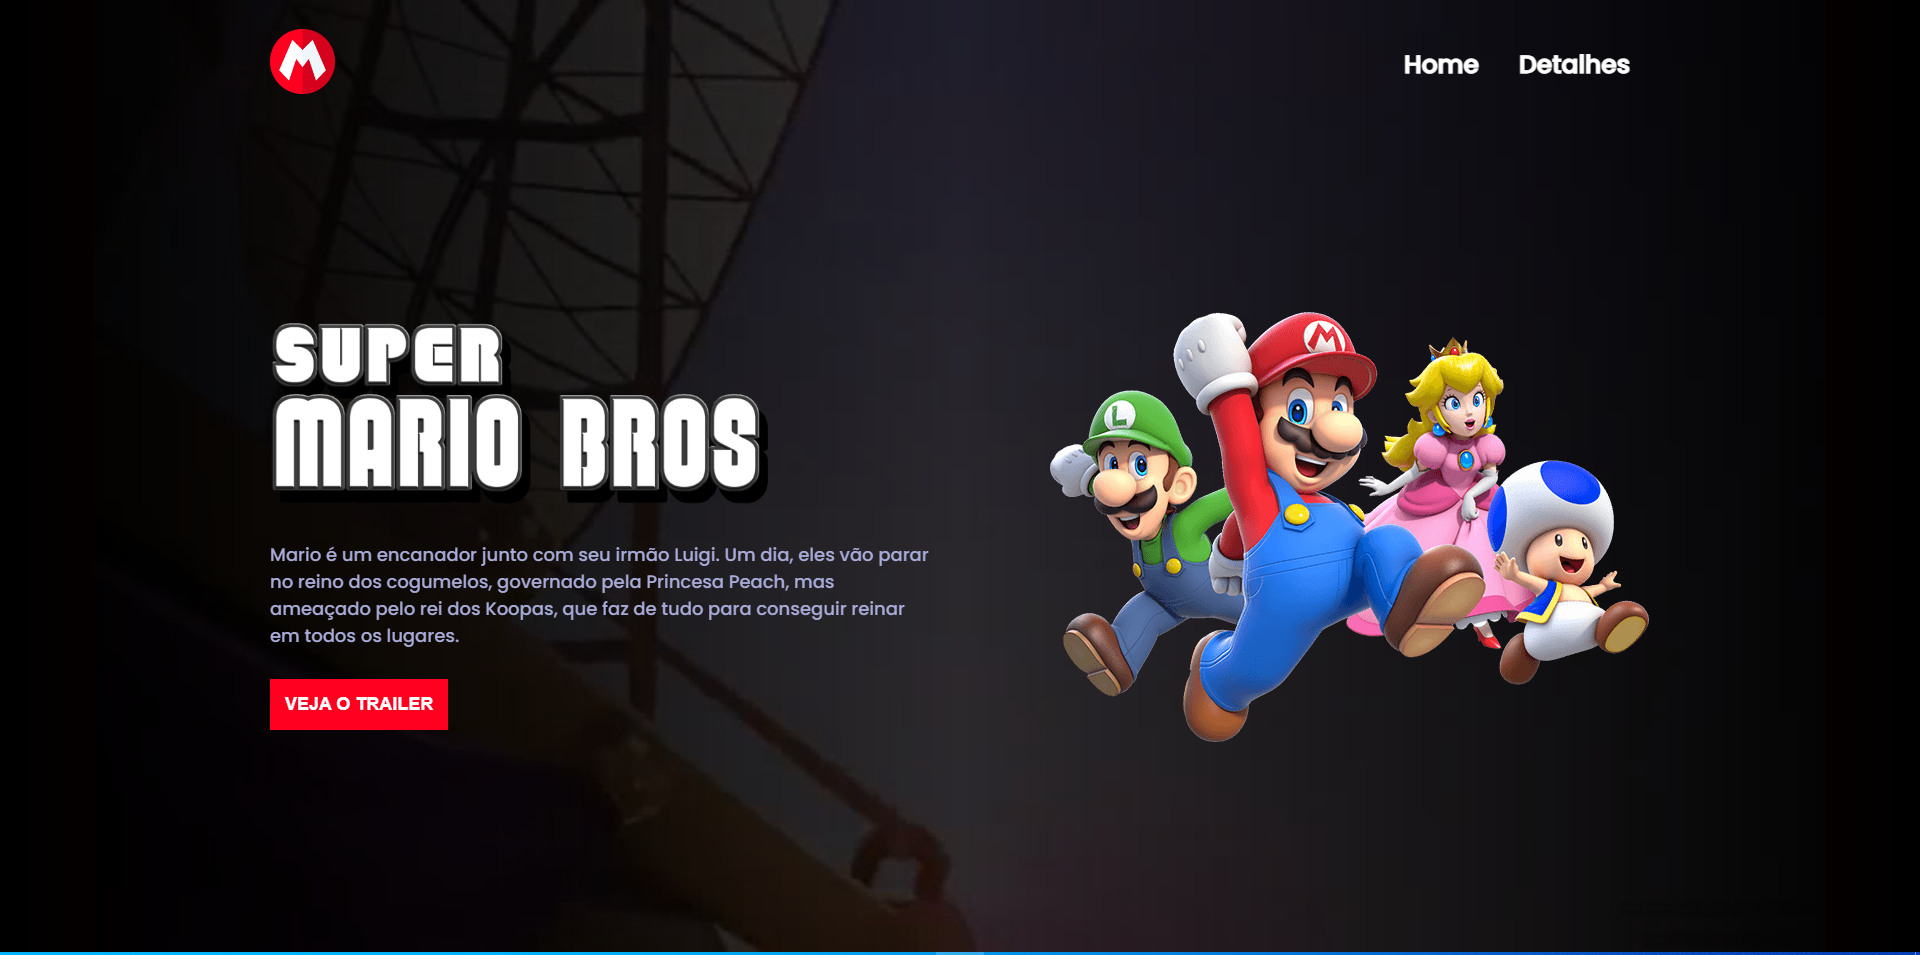 M
Home Detalhes
SUPER
MARIO BROS
Mario é um encanador junto com seu irmão Luigi. Um dia, eles vão parar
no reino dos cogumelos, governado pela Princesa Peach, mas
ameaçado pelo rei dos Koopas, que faz de tudo para conseguir reinar
em todos os lugares.
VEJA O TRAILER
M
L